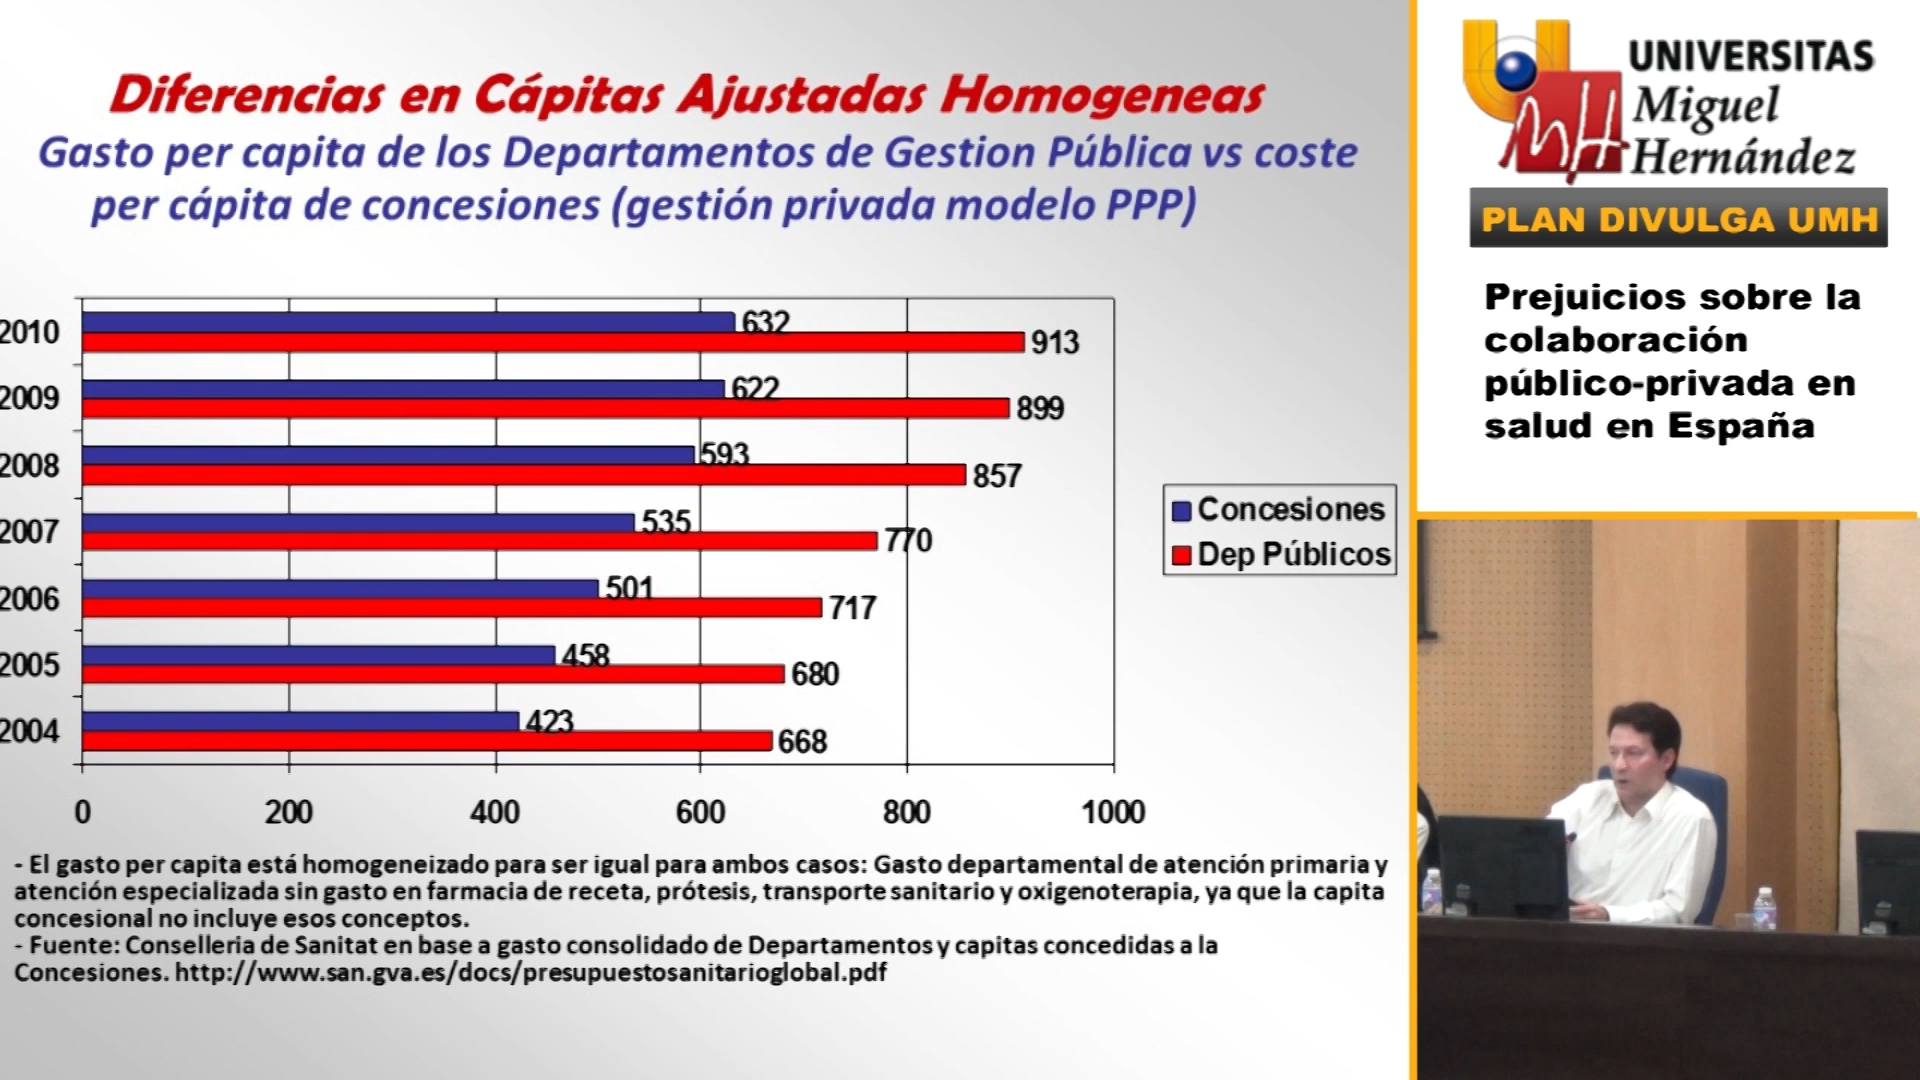 Diferencias en Cápitas Ajustadas Homogeneas
Gasto per capita de los Departamentos de Gestion Pública vs coste
per cápita de concesiones (gestión privada modelo PPP)
2010
632
913
2009
622
899
2008
593
857
2007
535
770
2006
501
717
2005
458
680
2004
423
668
0 200 400 600 800 1000
Concesiones
Dep Públicos
- El gasto per capita está homogeneizado para ser igual para ambos casos: Gasto departamental de atención primaria y
atención especializada sin gasto en farmacia de receta, prótesis, transporte sanitario y oxigenoterapia, ya que la capita
concesional no incluye esos conceptos.
- Fuente: Conselleria de Sanitat en base a gasto consolidado de Departamentos y capitas concedidas a la
Concesiones. http://www.san.gva.es/docs/presupuestosanitarioglobal.pdf
UMH
UNIVERSITAS
Miguel
Hernández
PLAN DIVULGA UMH
Prejuicios sobre la
colaboración
público-privada en
salud en España